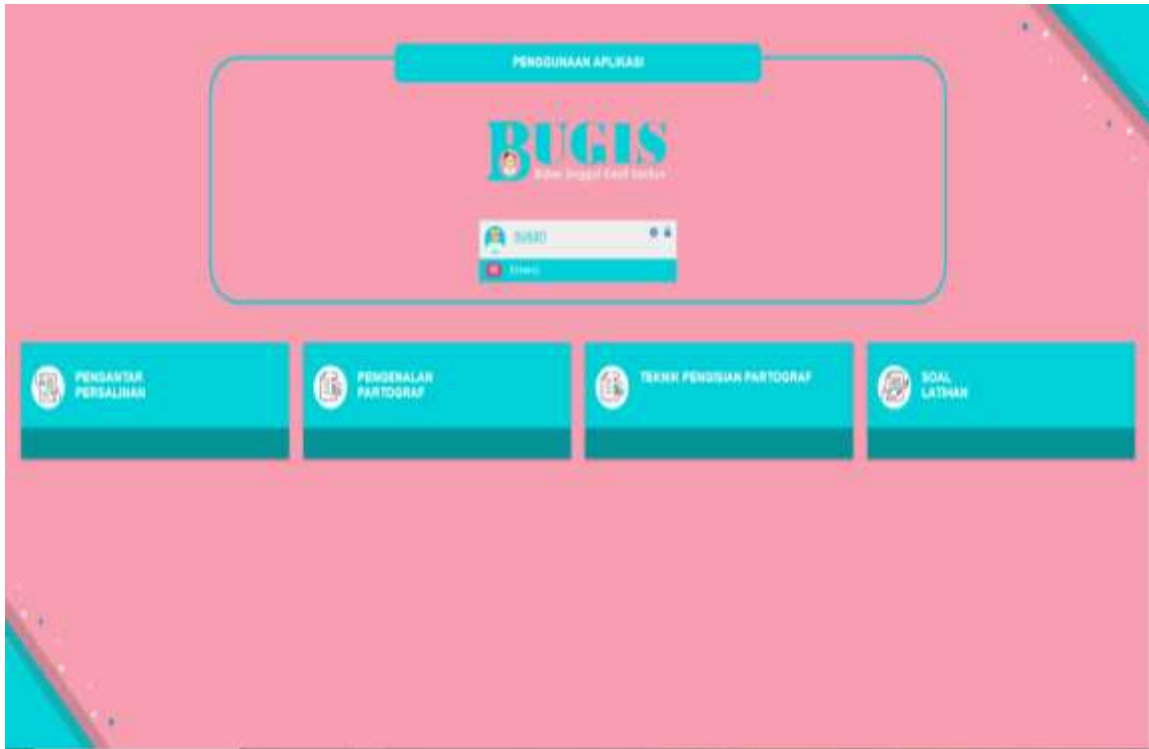 PENGGUNAAN APLIKASI
BUGIS
PENGANTAR
PERSALINAN
PENGENALAN
PARTOGRAF
TEKNIK PENGISIAN PARTOGRAF
SOAL
LATIHAN